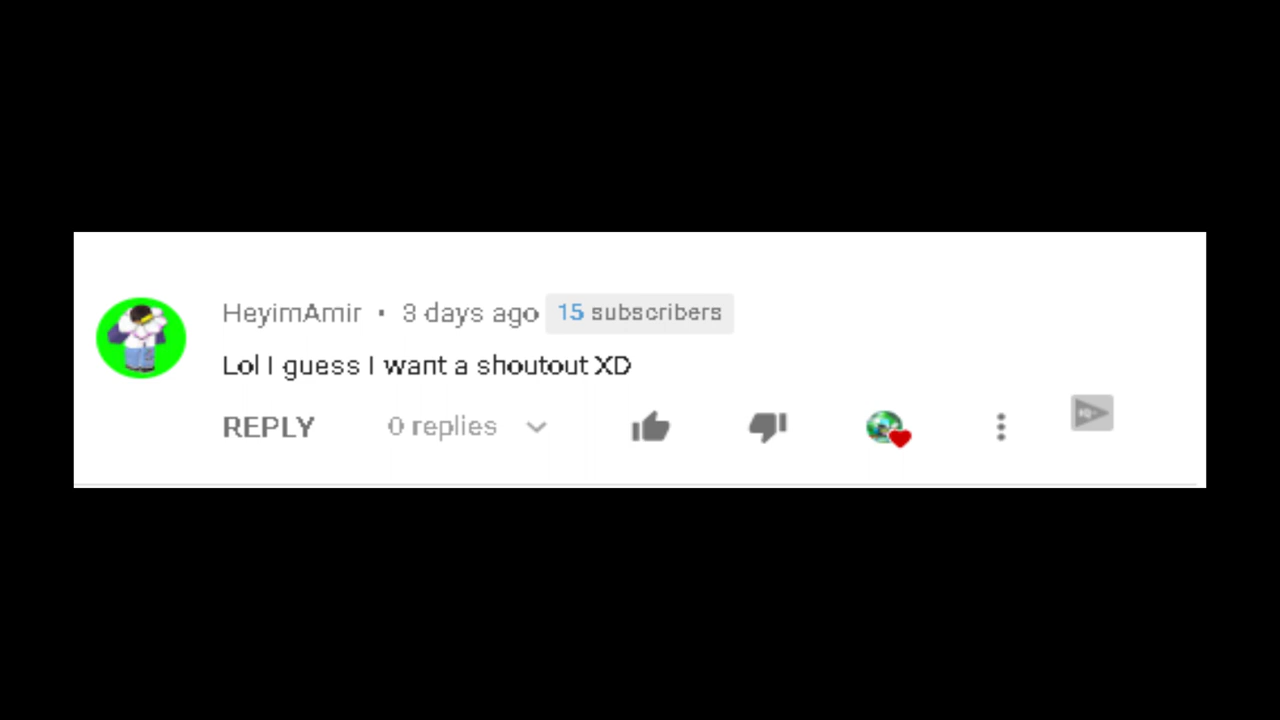 HeyimAmir • 3 days ago 15 subscribers
Lol I guess I want a shoutout XD
REPLY 0 replies